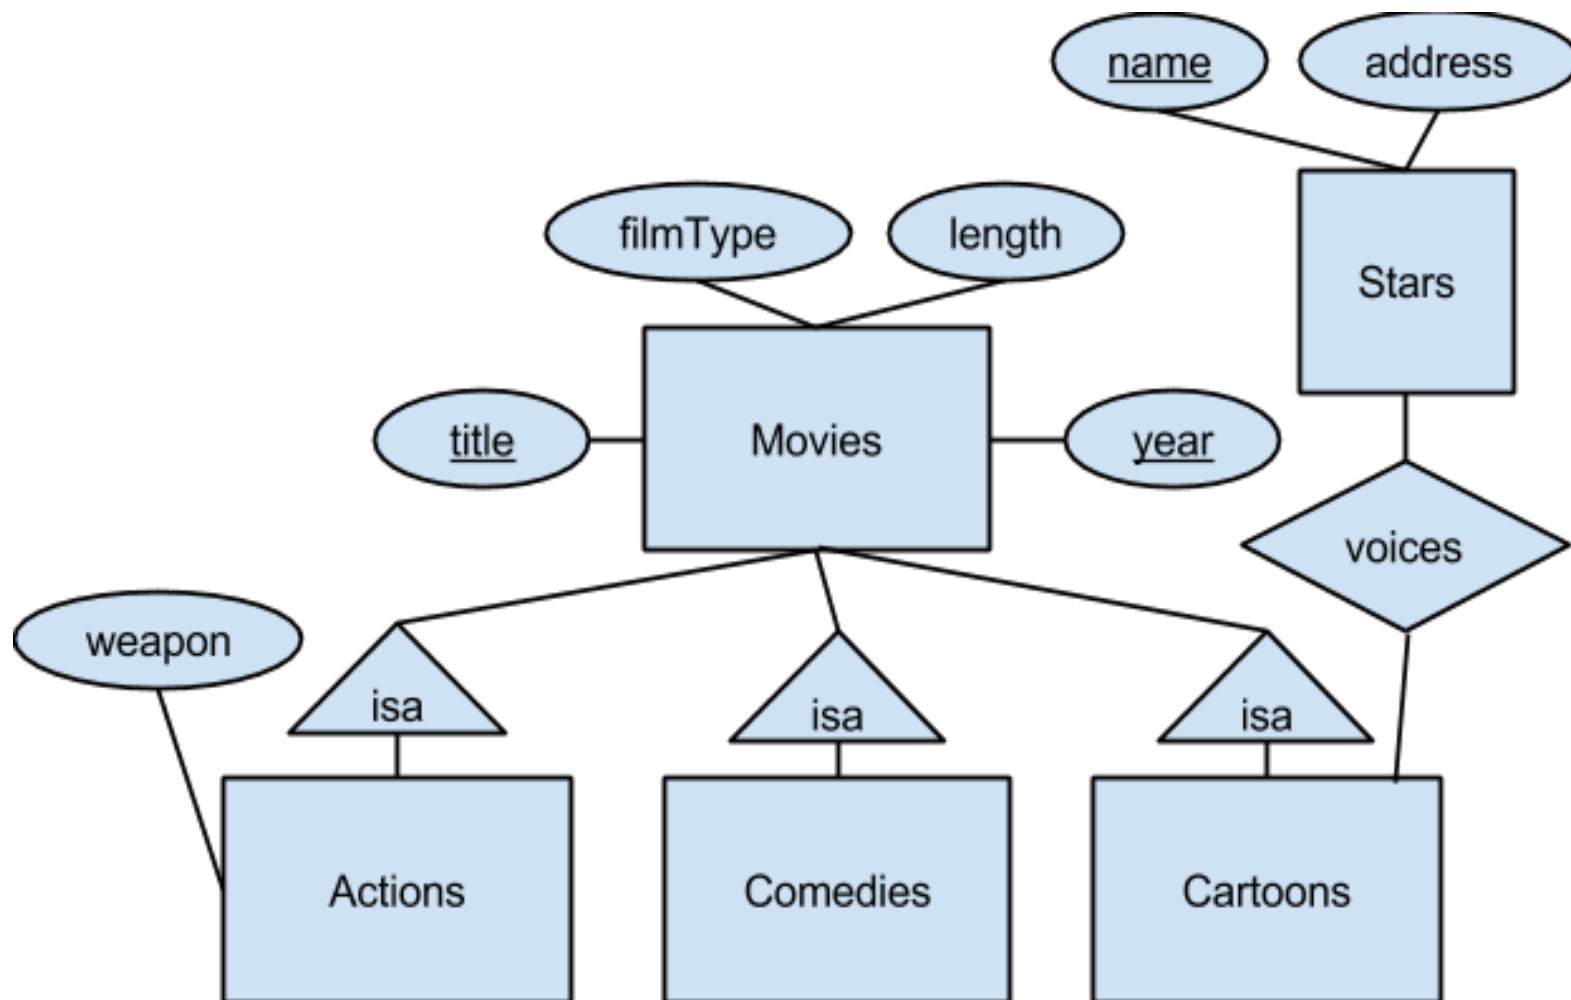 name
address
filmType
length
Stars
title
Movies
year
voices
weapon
isa
isa
isa
Actions
Comedies
Cartoons